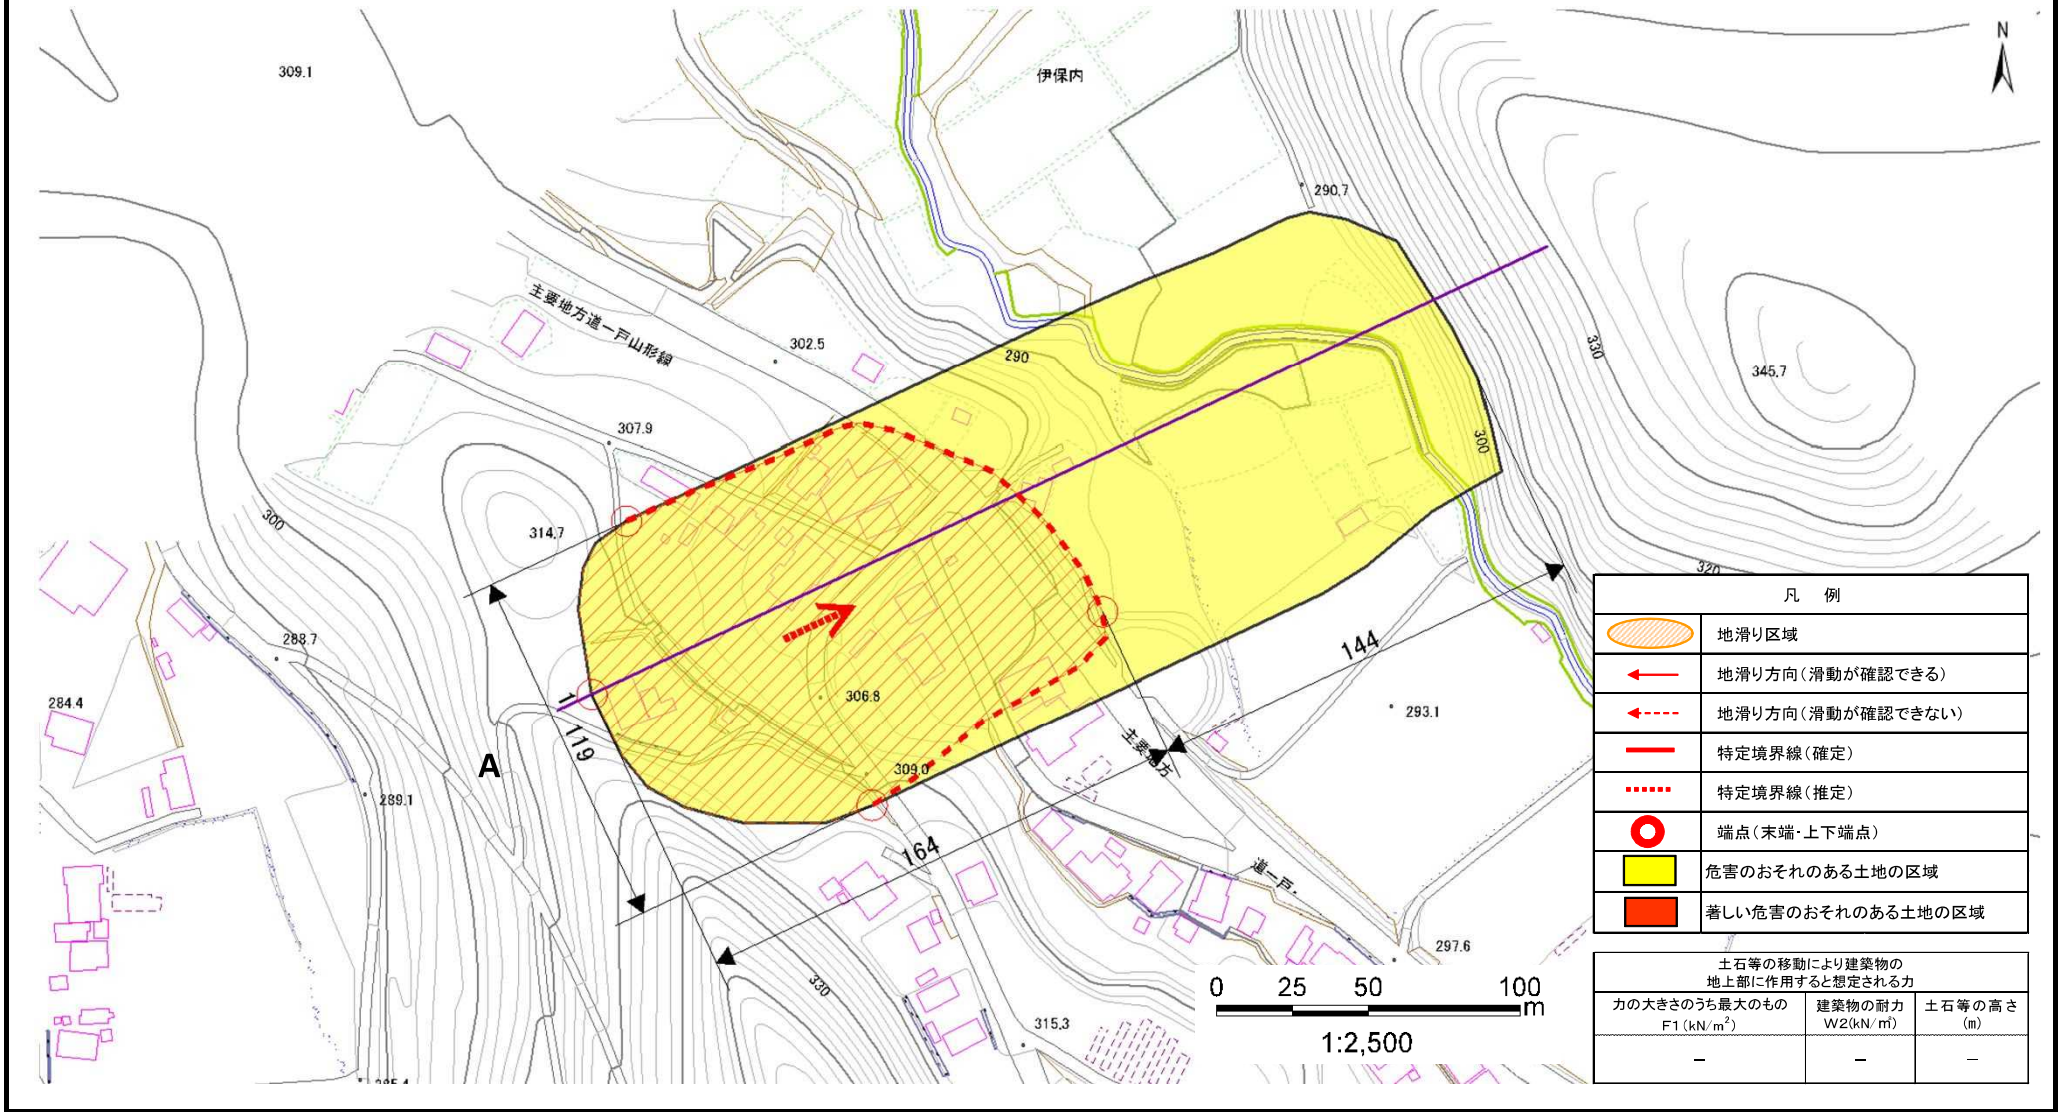 N
309.1
伊保内
290.7
主要地方道一戸山形線
302.5
290
330
345.7
307.9
300
314.7
300
320
288.7
144
284.4
306.8
1
293.1
119
主要地方
A
309.0
289.1
164
道一戸
297.6
330
315.3
285.4
0 25 50 100
m
1:2,500
凡 例
地滑り区域
地滑り方向(滑動が確認できる)
地滑り方向(滑動が確認できない)
特定境界線(確定)
特定境界線(推定)
端点(末端・上下端点)
危害のおそれのある土地の区域
著しい危害のおそれのある土地の区域
土石等の移動により建築物の
地上部に作用すると想定される力
力の大きさのうち最大のもの 建築物の耐力 土石等の高さ
F1(kN/m²) W2(kN/㎡) (m)
− − −